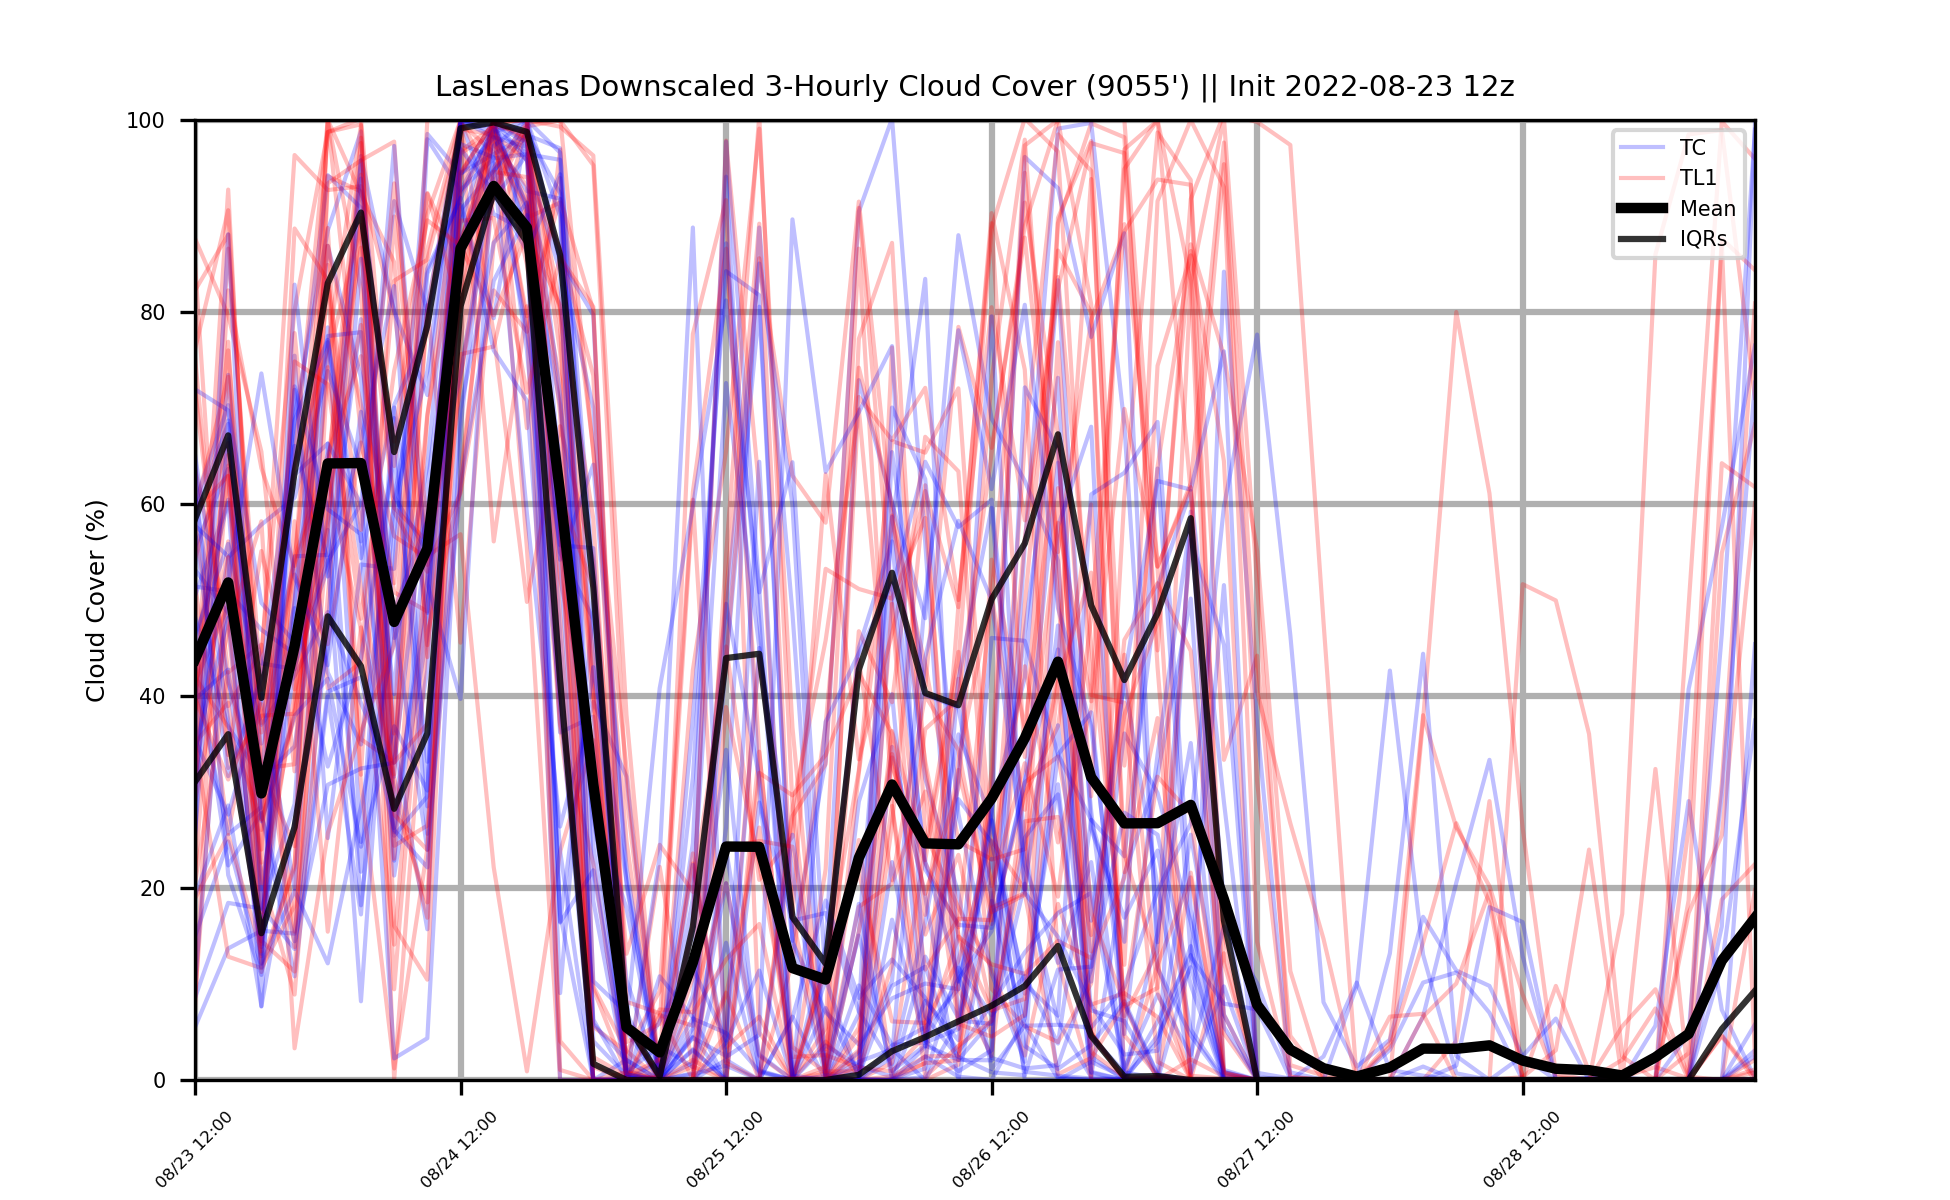 LasLenas Downscaled 3-Hourly Cloud Cover (9055') || Init 2022-08-23 12z
TC
TL1
Mean
IQRs
Cloud Cover (%)
100
80
60
40
20
0
08/23 12:00
08/24 12:00
08/25 12:00
08/26 12:00
08/27 12:00
08/28 12:00